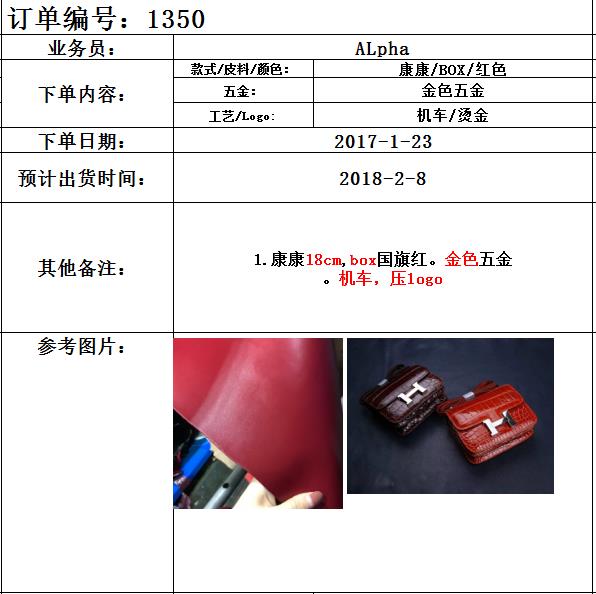 订单编号：1350
业务员：
ALpha
下单内容：
款式/皮料/颜色：
康康/BOX/红色
五金：
金色五金
工艺/Logo:
机车/烫金
下单日期：
2017-1-23
预计出货时间：
2018-2-8
其他备注：
1.康康18cm,box国旗红。金色五金
。机车，压logo
参考图片：